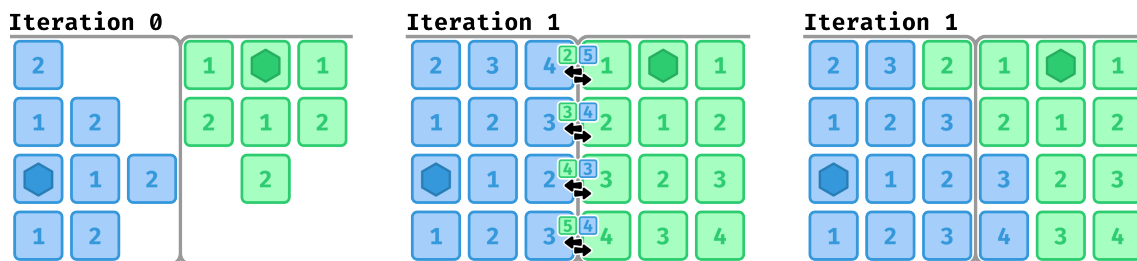 Iteration 0 Iteration 1 Iteration 1
2 1 1 2 3 4 2 5 1 1 2 3 2 1 1
1 2 2 1 2 1 2 3 3 4 2 1 2 1 2 3 2 1 2
1 2 2 1 2 4 3 3 2 3 1 2 3 2 3
1 2 1 2 3 5 4 4 3 4 1 2 3 4 3 4